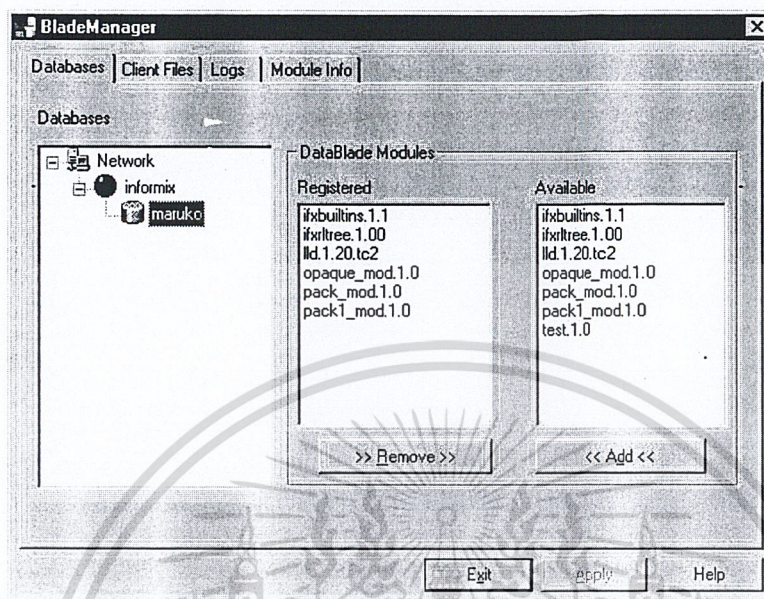 BladeManager
Databases Client Files Logs Module Info
Databases
Network
informix
maruko
DataBlade Modules
Registered
ifxbuiltins.1.1
ifxrltree.1.00
lld.1.20.tc2
opaque_mod.1.0
pack_mod.1.0
pack1_mod.1.0
>> Remove >>
Available
ifxbuiltins.1.1
ifxrltree.1.00
lld.1.20.tc2
opaque_mod.1.0
pack_mod.1.0
pack1_mod.1.0
test.1.0
<< Add <<
Exit Apply Help